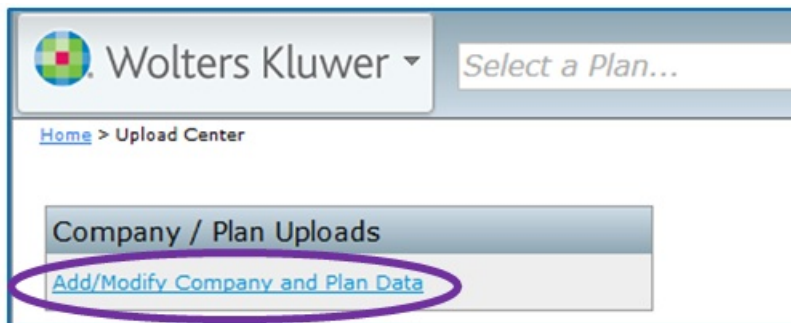 Wolters Kluwer
Select a Plan...
Home > Upload Center
Company / Plan Uploads
Add/Modify Company and Plan Data